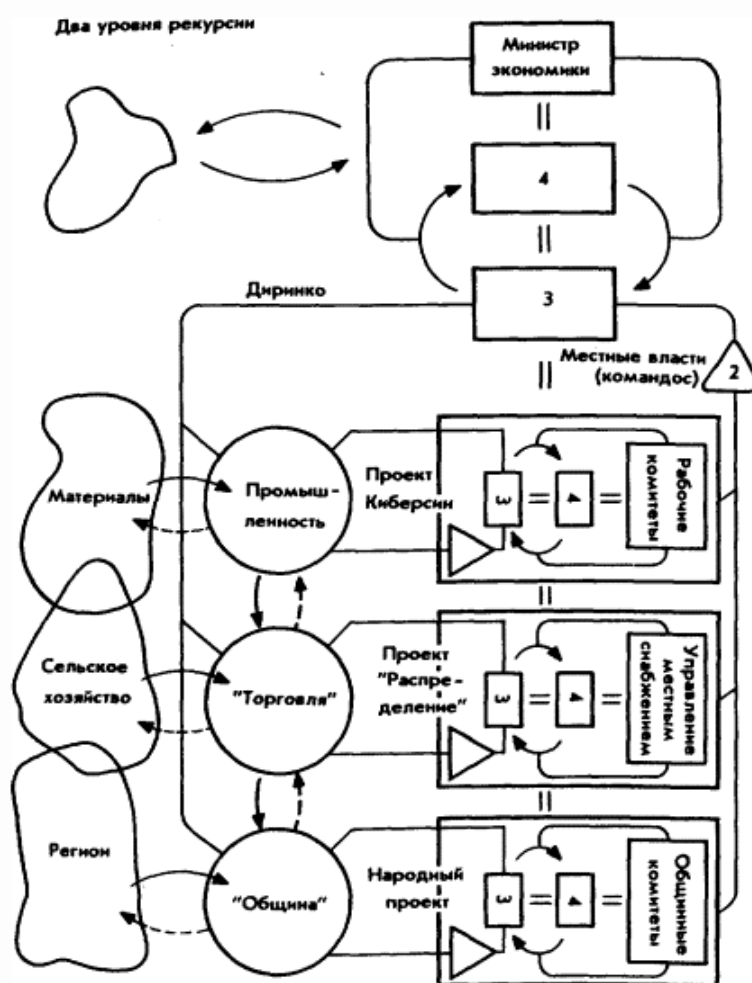 Два уровня рекурсии
Министр
экономики
4
3
Диринко
Местные власти
(командос)
2
Материалы
Промыш-
ленность
Проект
Киберсин
3
4
Рабочие
комитеты
Сельское
хозяйство
"Торговля"
Проект
"Распре-
деление"
3
4
Управление
местным
снабжением
Регион
"Община"
Народный
проект
3
4
Общинные
комитеты